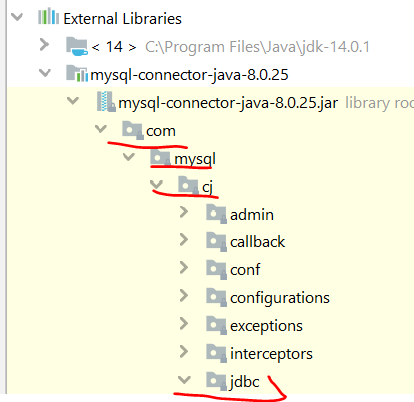 External Libraries
< 14 > C:\Program Files\Java\jdk-14.0.1
mysql-connector-java-8.0.25
mysql-connector-java-8.0.25.jar library roo
com
mysql
cj
admin
callback
conf
configurations
exceptions
interceptors
jdbc